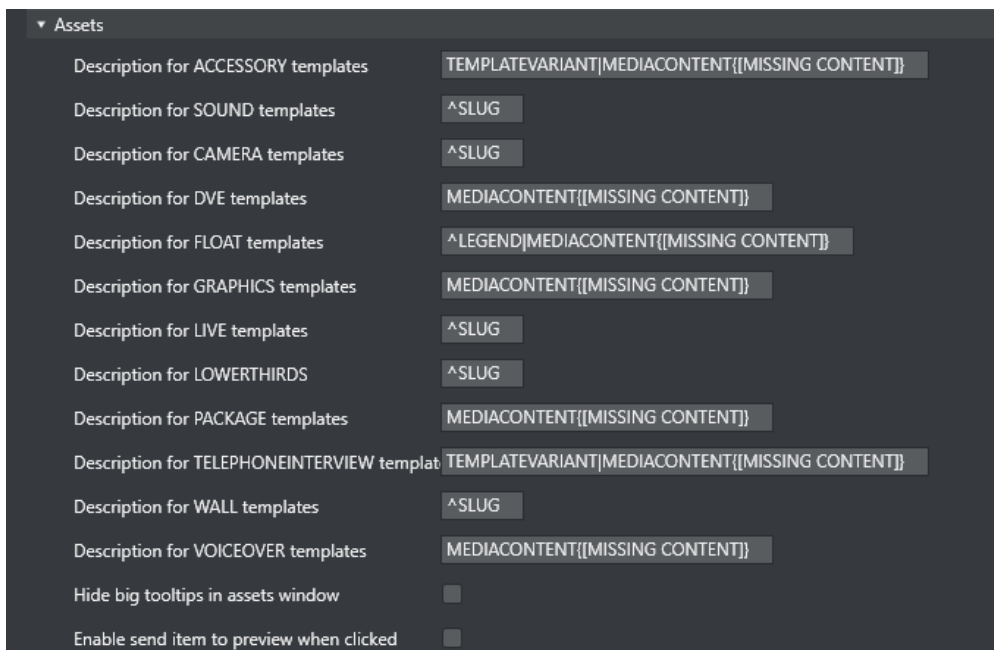 Assets
Description for ACCESSORY templates TEMPLATEVARIANT|MEDIACONTENT{[MISSING CONTENT]}
Description for SOUND templates ^SLUG
Description for CAMERA templates ^SLUG
Description for DVE templates MEDIACONTENT{[MISSING CONTENT]}
Description for FLOAT templates ^LEGEND|MEDIACONTENT{[MISSING CONTENT]}
Description for GRAPHICS templates MEDIACONTENT{[MISSING CONTENT]}
Description for LIVE templates ^SLUG
Description for LOWERTHIRDS ^SLUG
Description for PACKAGE templates MEDIACONTENT{[MISSING CONTENT]}
Description for TELEPHONEINTERVIEW templat TEMPLATEVARIANT|MEDIACONTENT{[MISSING CONTENT]}
Description for WALL templates ^SLUG
Description for VOICEOVER templates MEDIACONTENT{[MISSING CONTENT]}
Hide big tooltips in assets window
Enable send item to preview when clicked